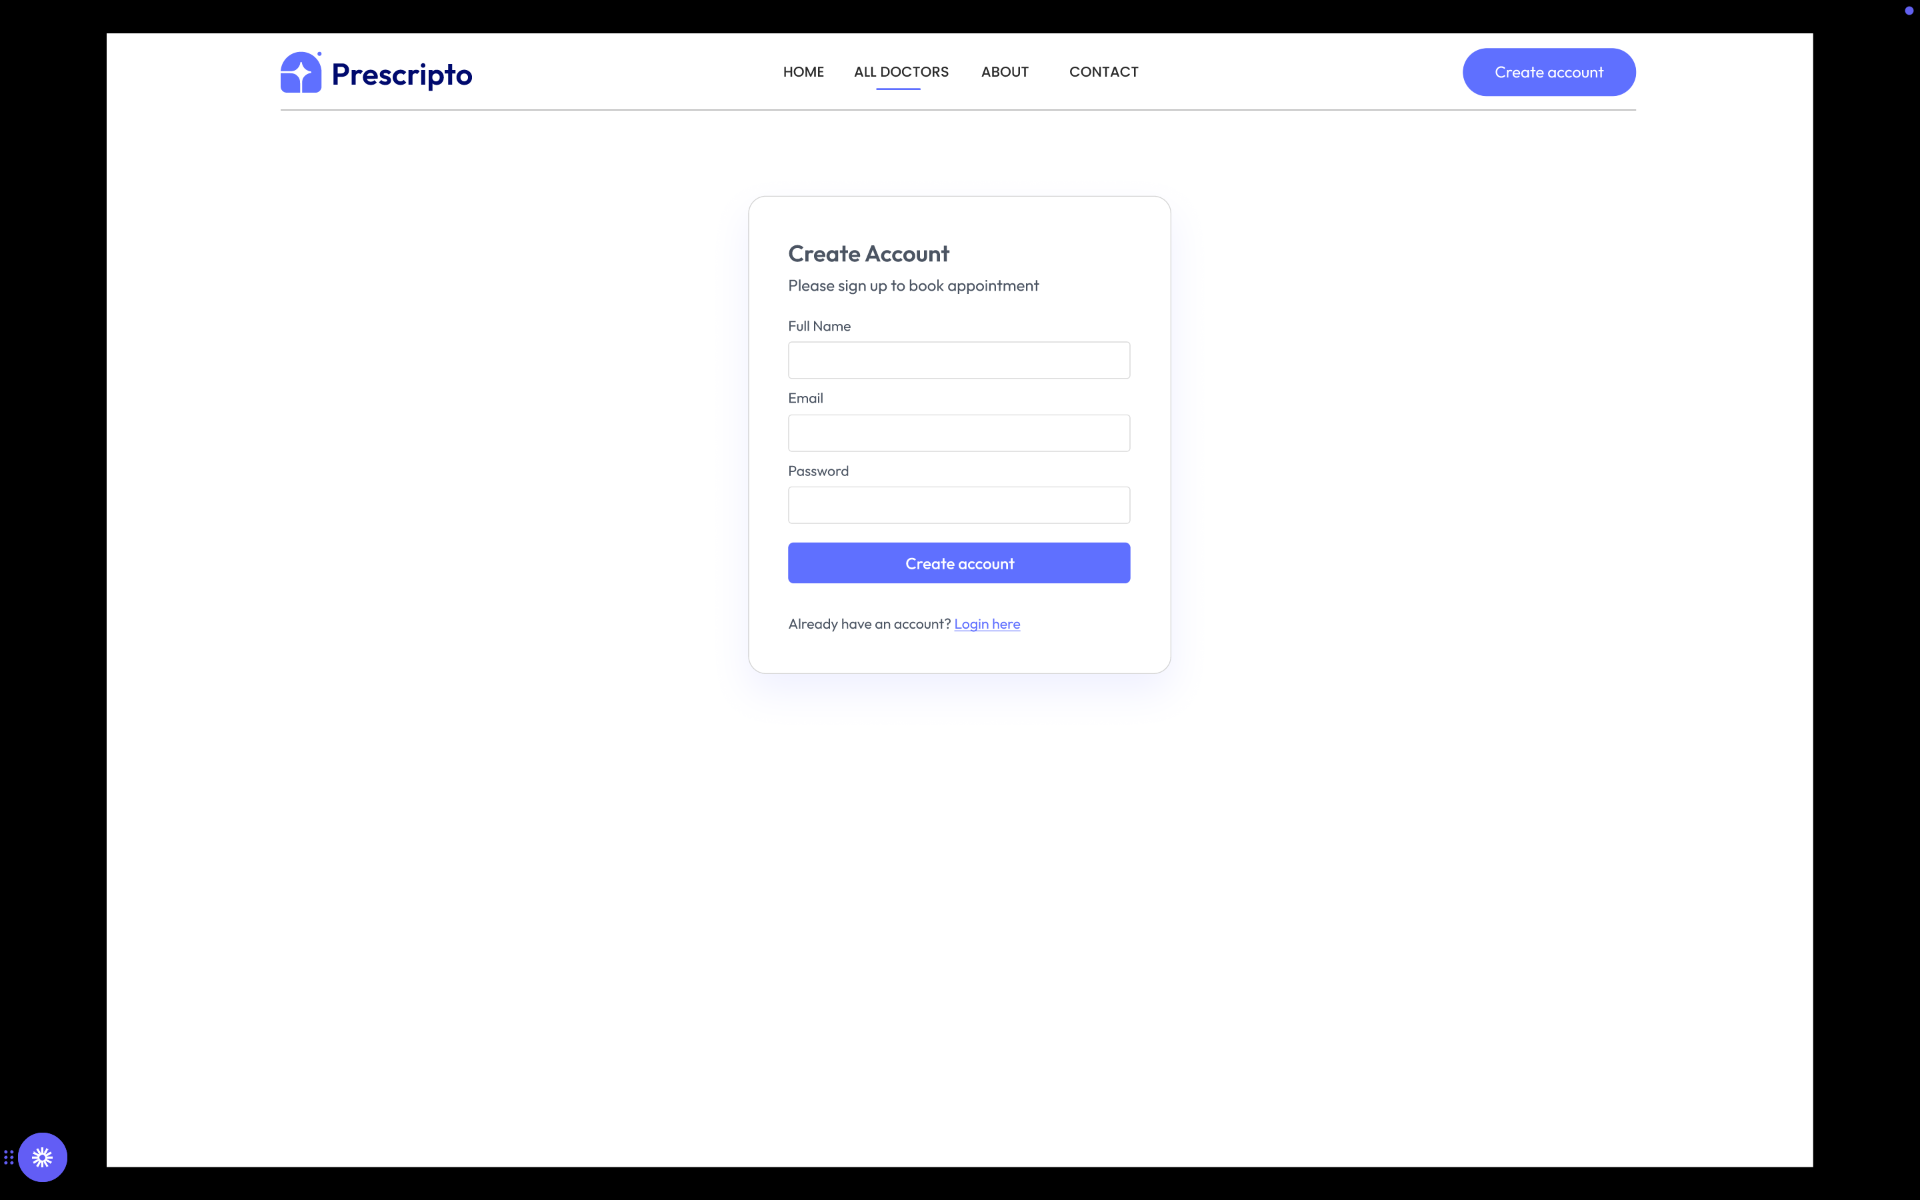 Prescripto
HOME
ALL DOCTORS
ABOUT
CONTACT
Create account
Create Account
Please sign up to book appointment
Full Name
Email
Password
Create account
Already have an account? Login here